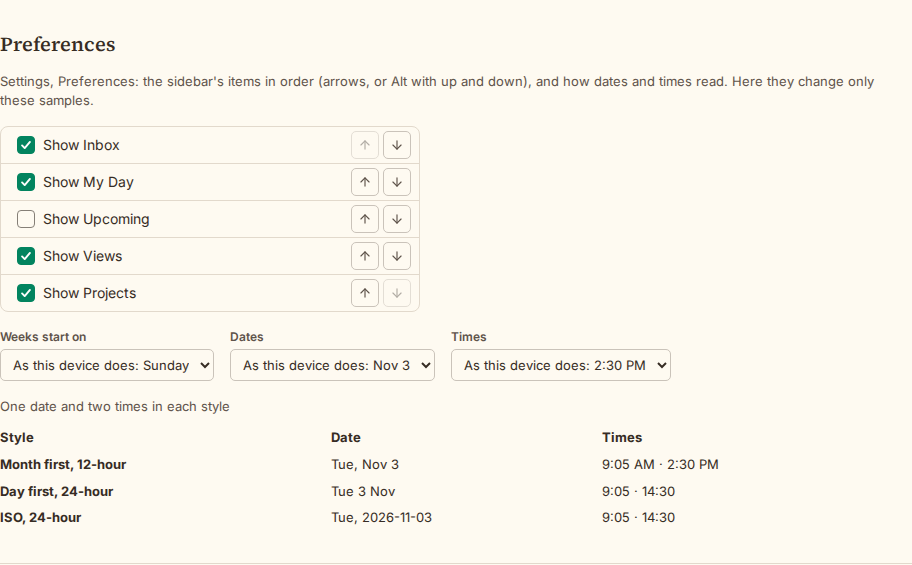 Preferences
Settings, Preferences: the sidebar's items in order (arrows, or Alt with up and down), and how dates and times read. Here they change only
these samples.
Show Inbox
Show My Day
Show Upcoming
Show Views
Show Projects
Weeks start on Dates Times
As this device does: Sunday As this device does: Nov 3 As this device does: 2:30 PM
One date and two times in each style
Style Date Times
Month first, 12-hour Tue, Nov 3 9:05 AM · 2:30 PM
Day first, 24-hour Tue 3 Nov 9:05 · 14:30
ISO, 24-hour Tue, 2026-11-03 9:05 · 14:30